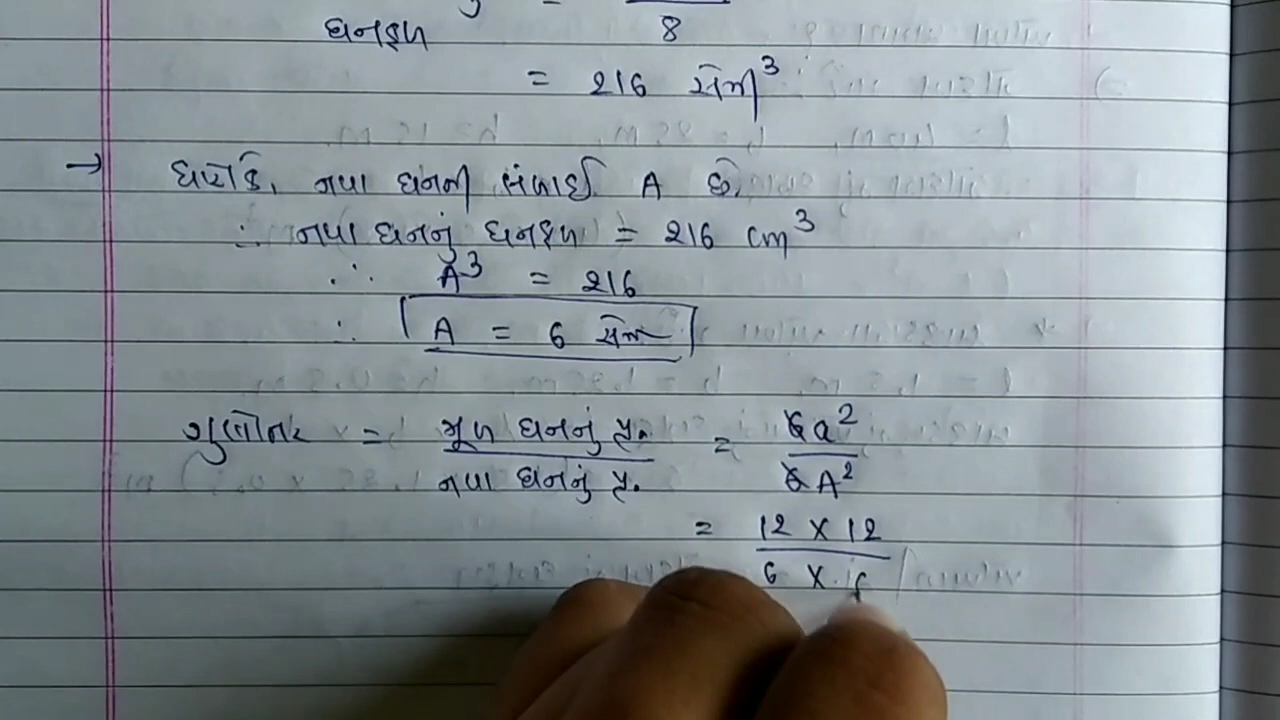 ઘનફળ = 8
= 216 સેમી³
→ ધારોકે, નવા ઘનની લંબાઈ A છે.
∴ નવા ઘનનું ઘનફળ = 216 cm³
∴ A³ = 216
∴ A = 6 સેમી
ગુણોત્તર = મૂળ ઘનનું પૃ. / નવા ઘનનું પૃ. = 6a² / 6A²
= 12 × 12 / 6 × 6